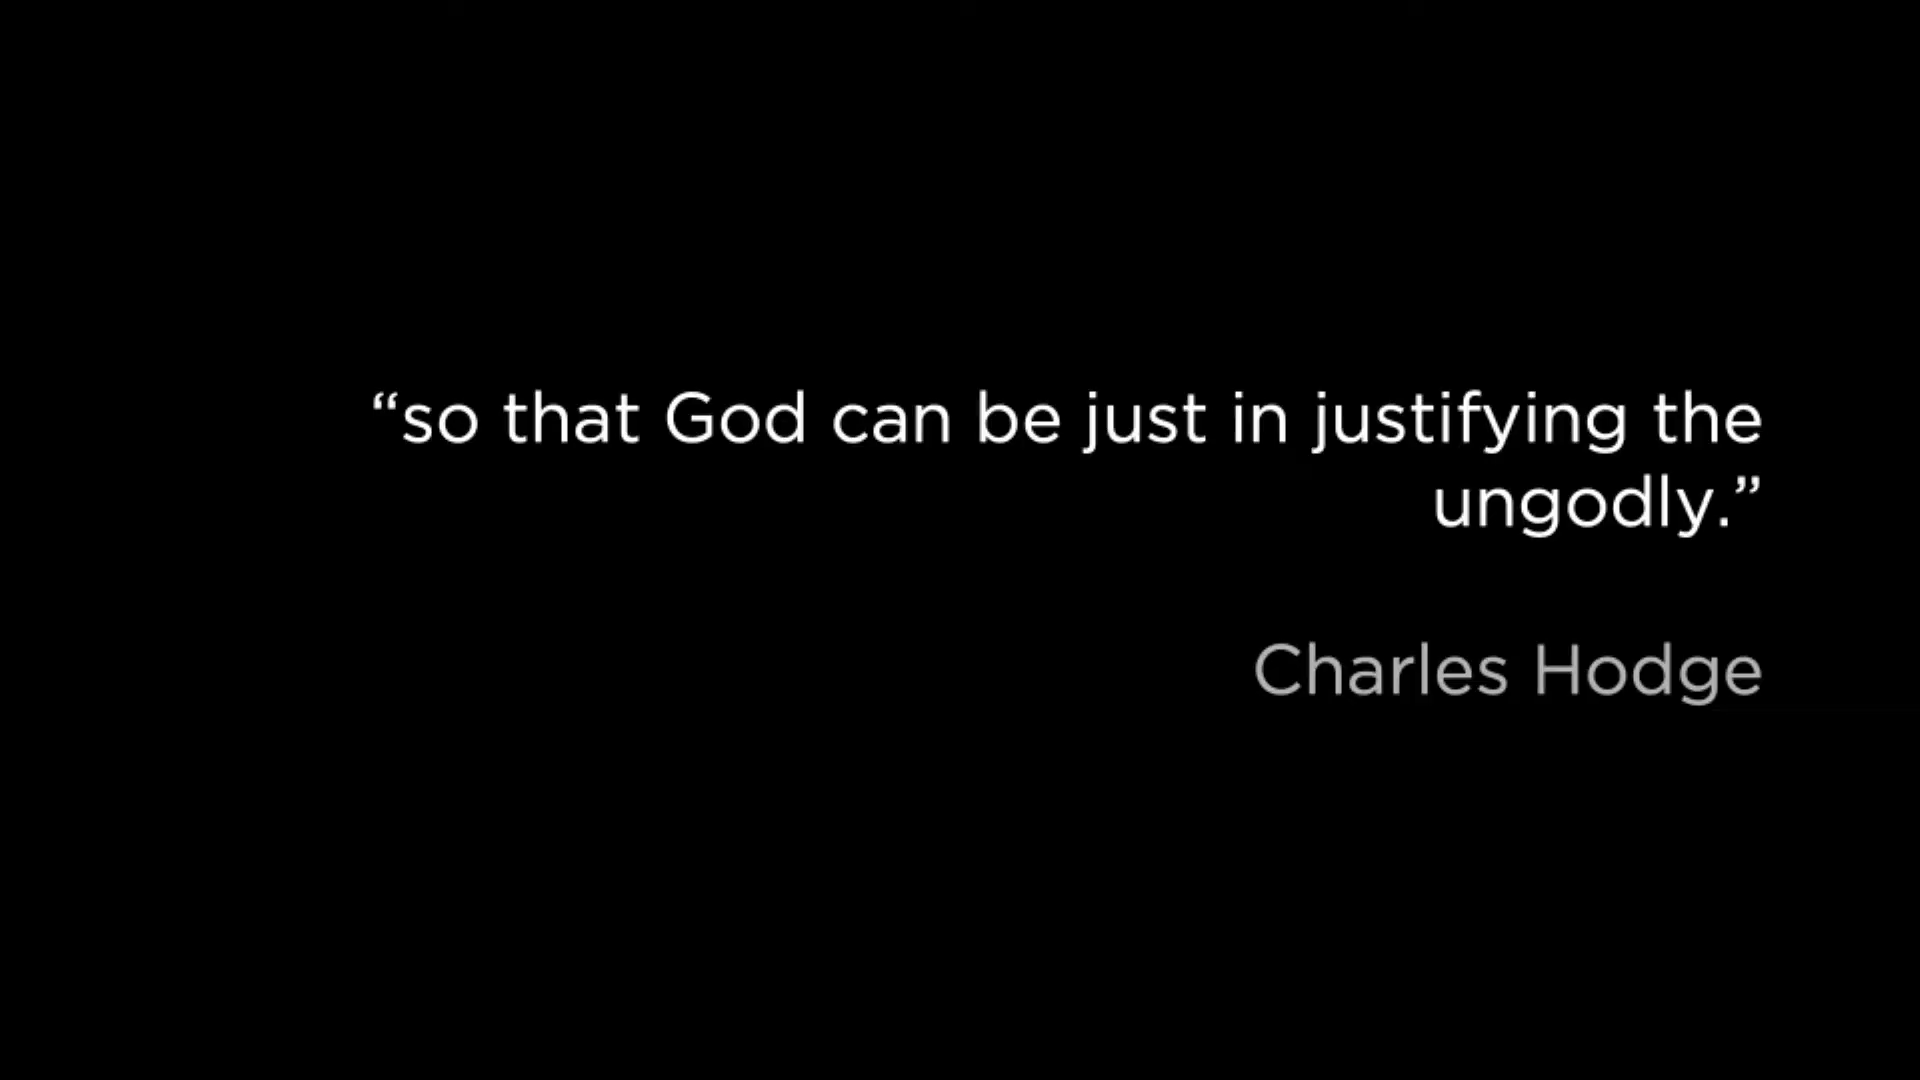 “so that God can be just in justifying the
ungodly.”
Charles Hodge